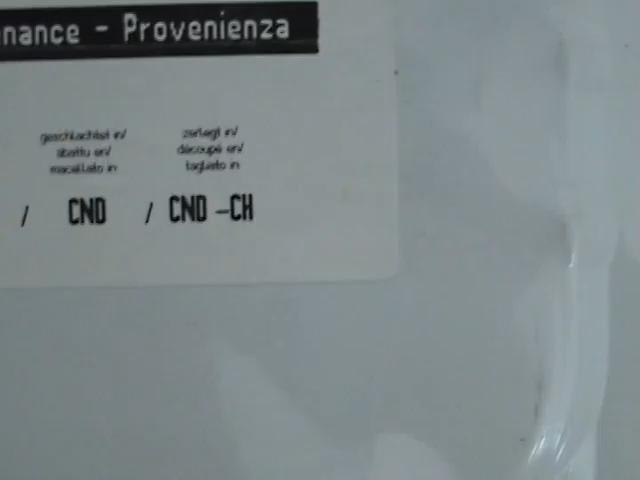 nance - Provenienza
geschlachtet in/
abattu en/
macellato in
zerlegt in/
découpé en/
tagliato in
/ CND / CND -CH